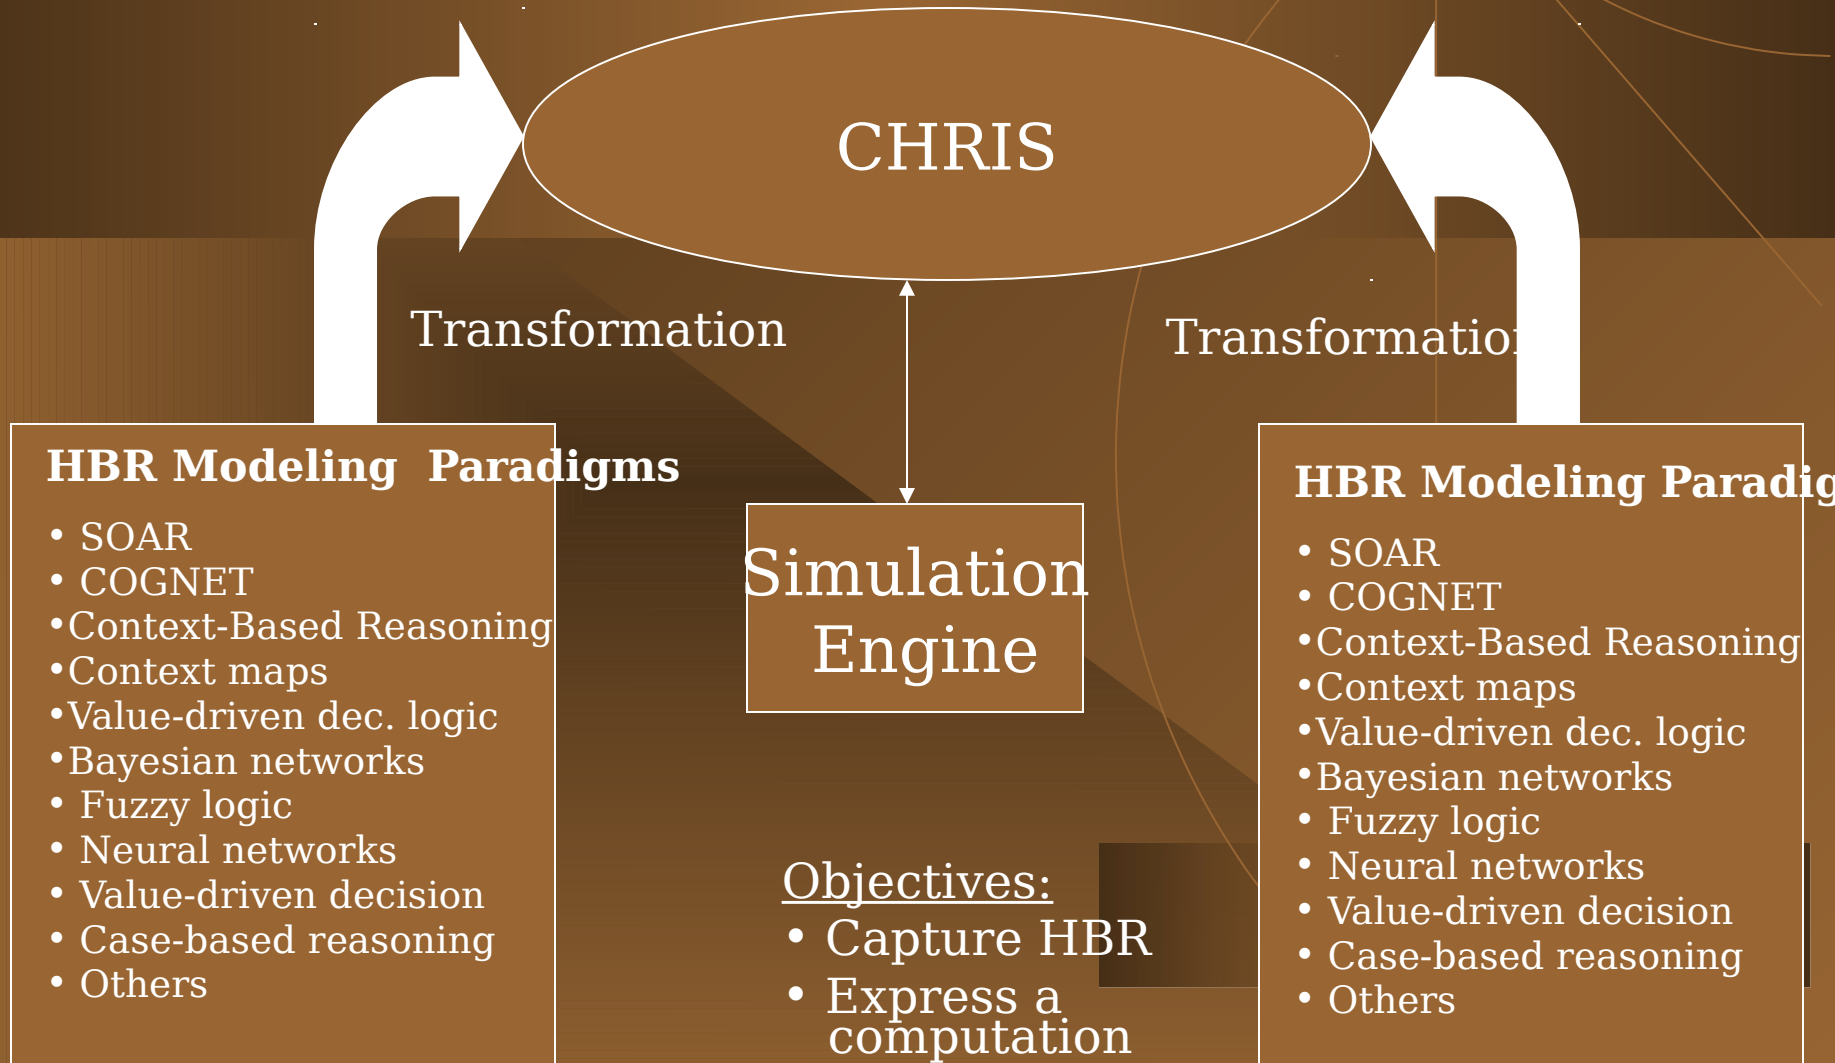 CHRIS
Transformation
Transformation
HBR Modeling  Paradigms
• SOAR
• COGNET
•Context-Based Reasoning
•Context maps
•Value-driven dec. logic
•Bayesian networks
• Fuzzy logic
• Neural networks
• Value-driven decision
• Case-based reasoning
• Others
Simulation
Engine
Objectives:
• Capture HBR
• Express a
computation
HBR Modeling Paradig
• SOAR
• COGNET
•Context-Based Reasoning
•Context maps
•Value-driven dec. logic
•Bayesian networks
• Fuzzy logic
• Neural networks
• Value-driven decision
• Case-based reasoning
• Others